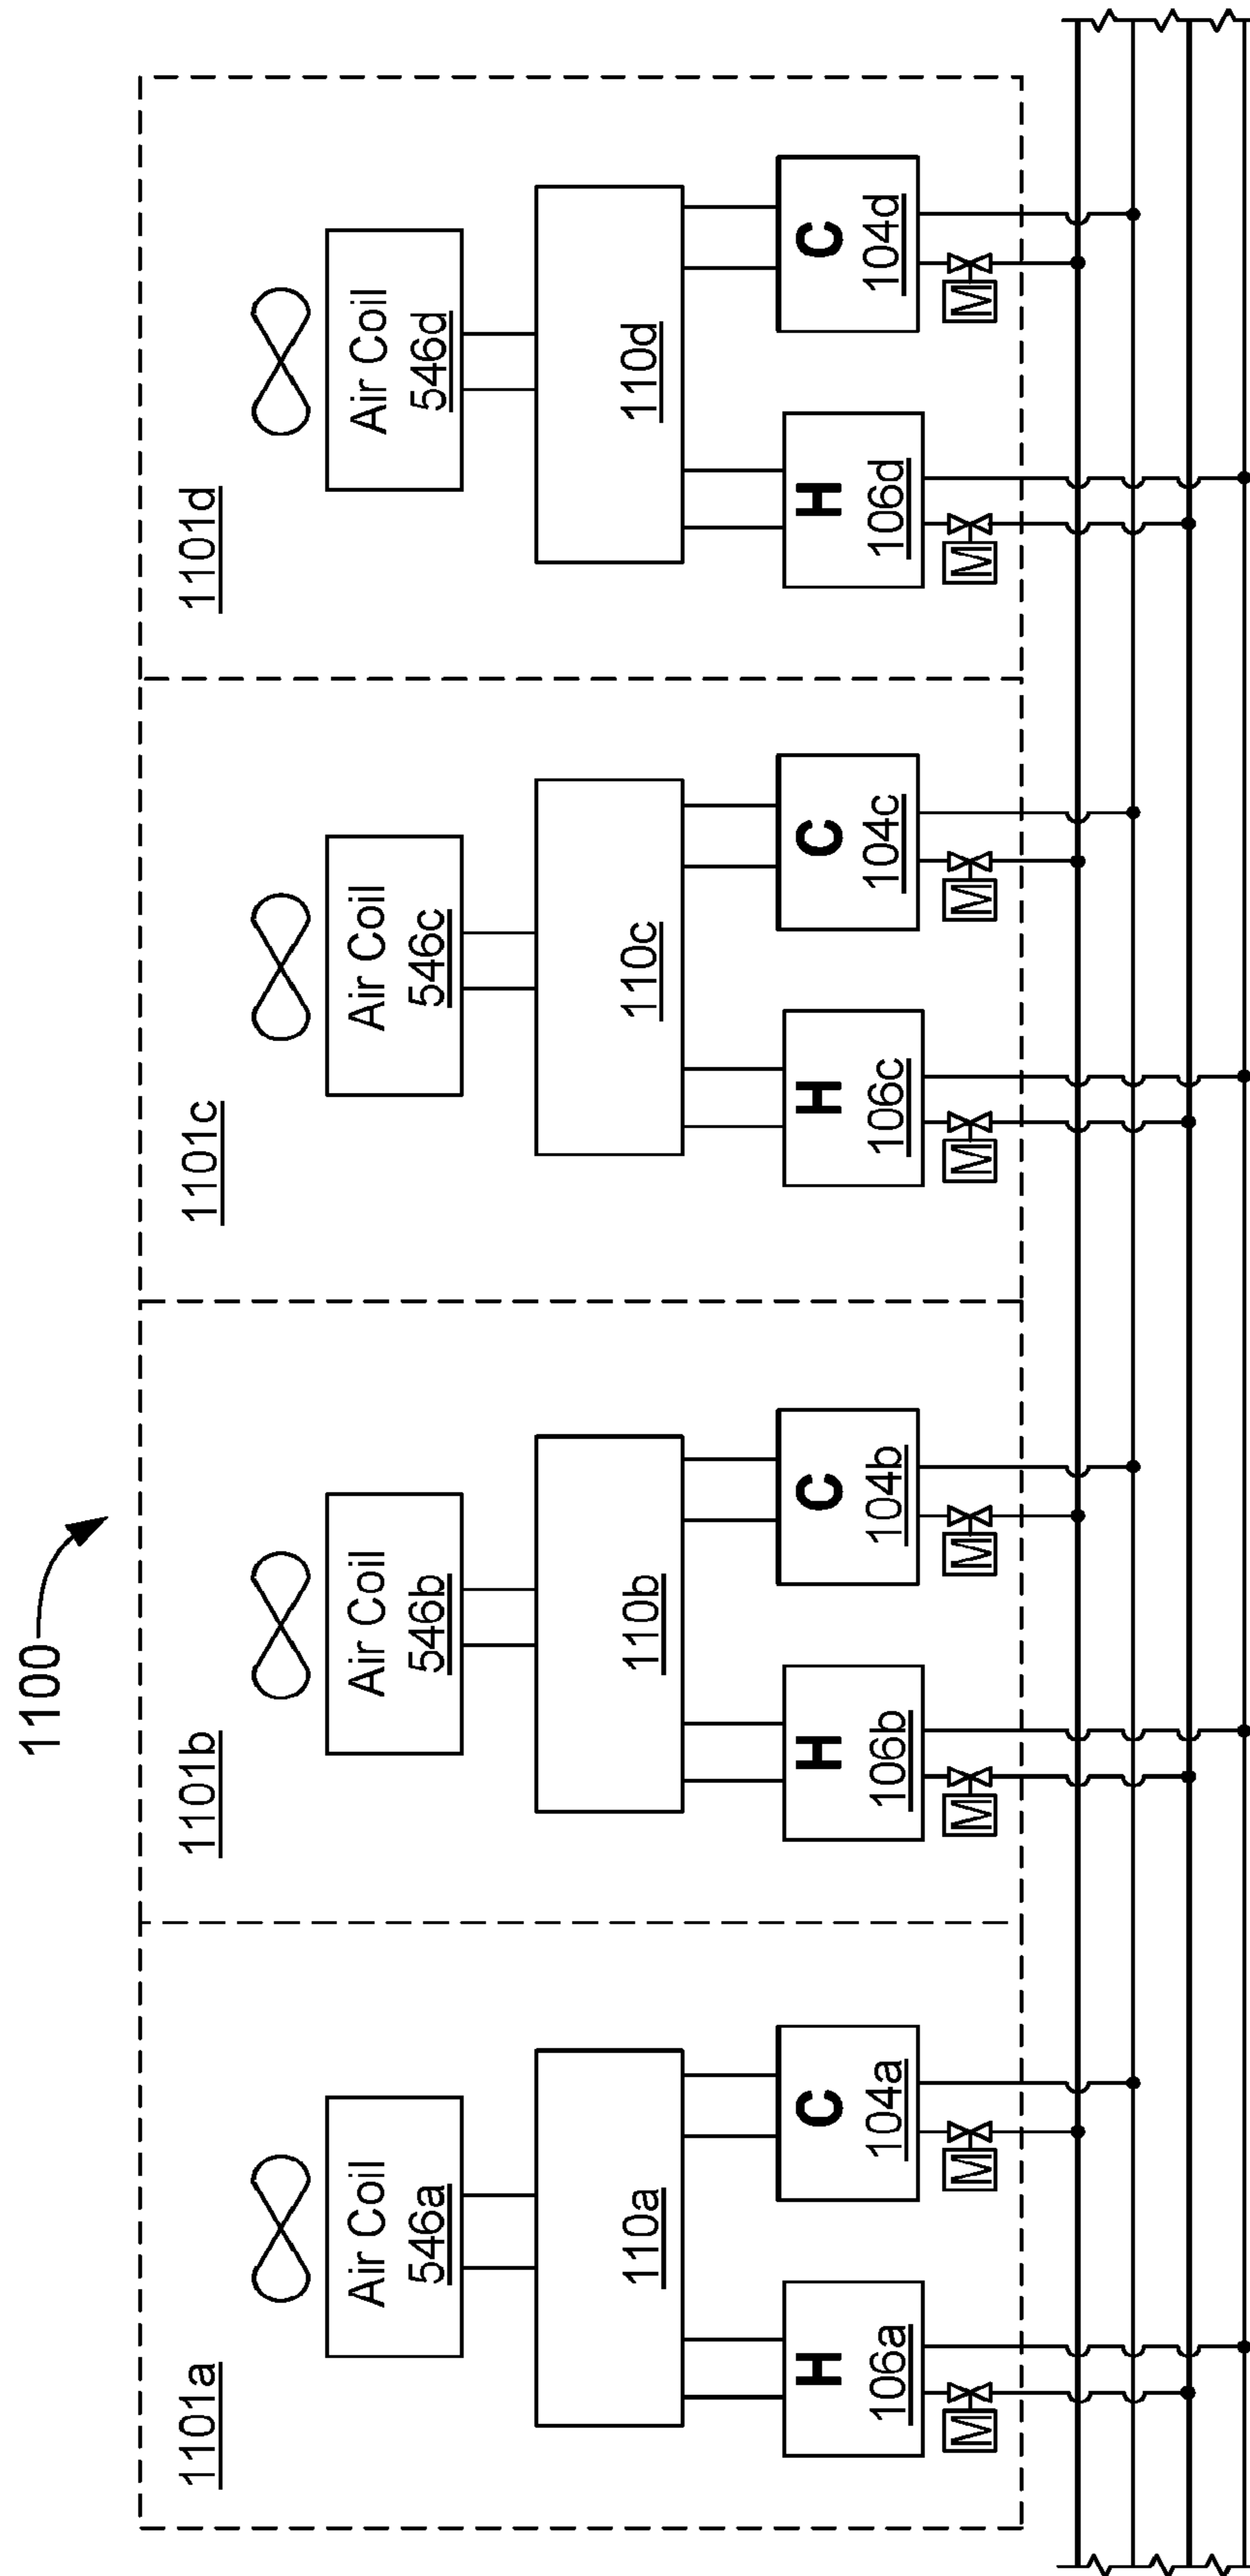 1100
1101a
1101b
1101c
1101d
Air Coil
546a
Air Coil
546b
Air Coil
546c
Air Coil
546d
110a
110b
110c
110d
H
106a
C
104a
H
106b
C
104b
H
106c
C
104c
H
106d
C
104d
M
M
M
M
M
M
M
M